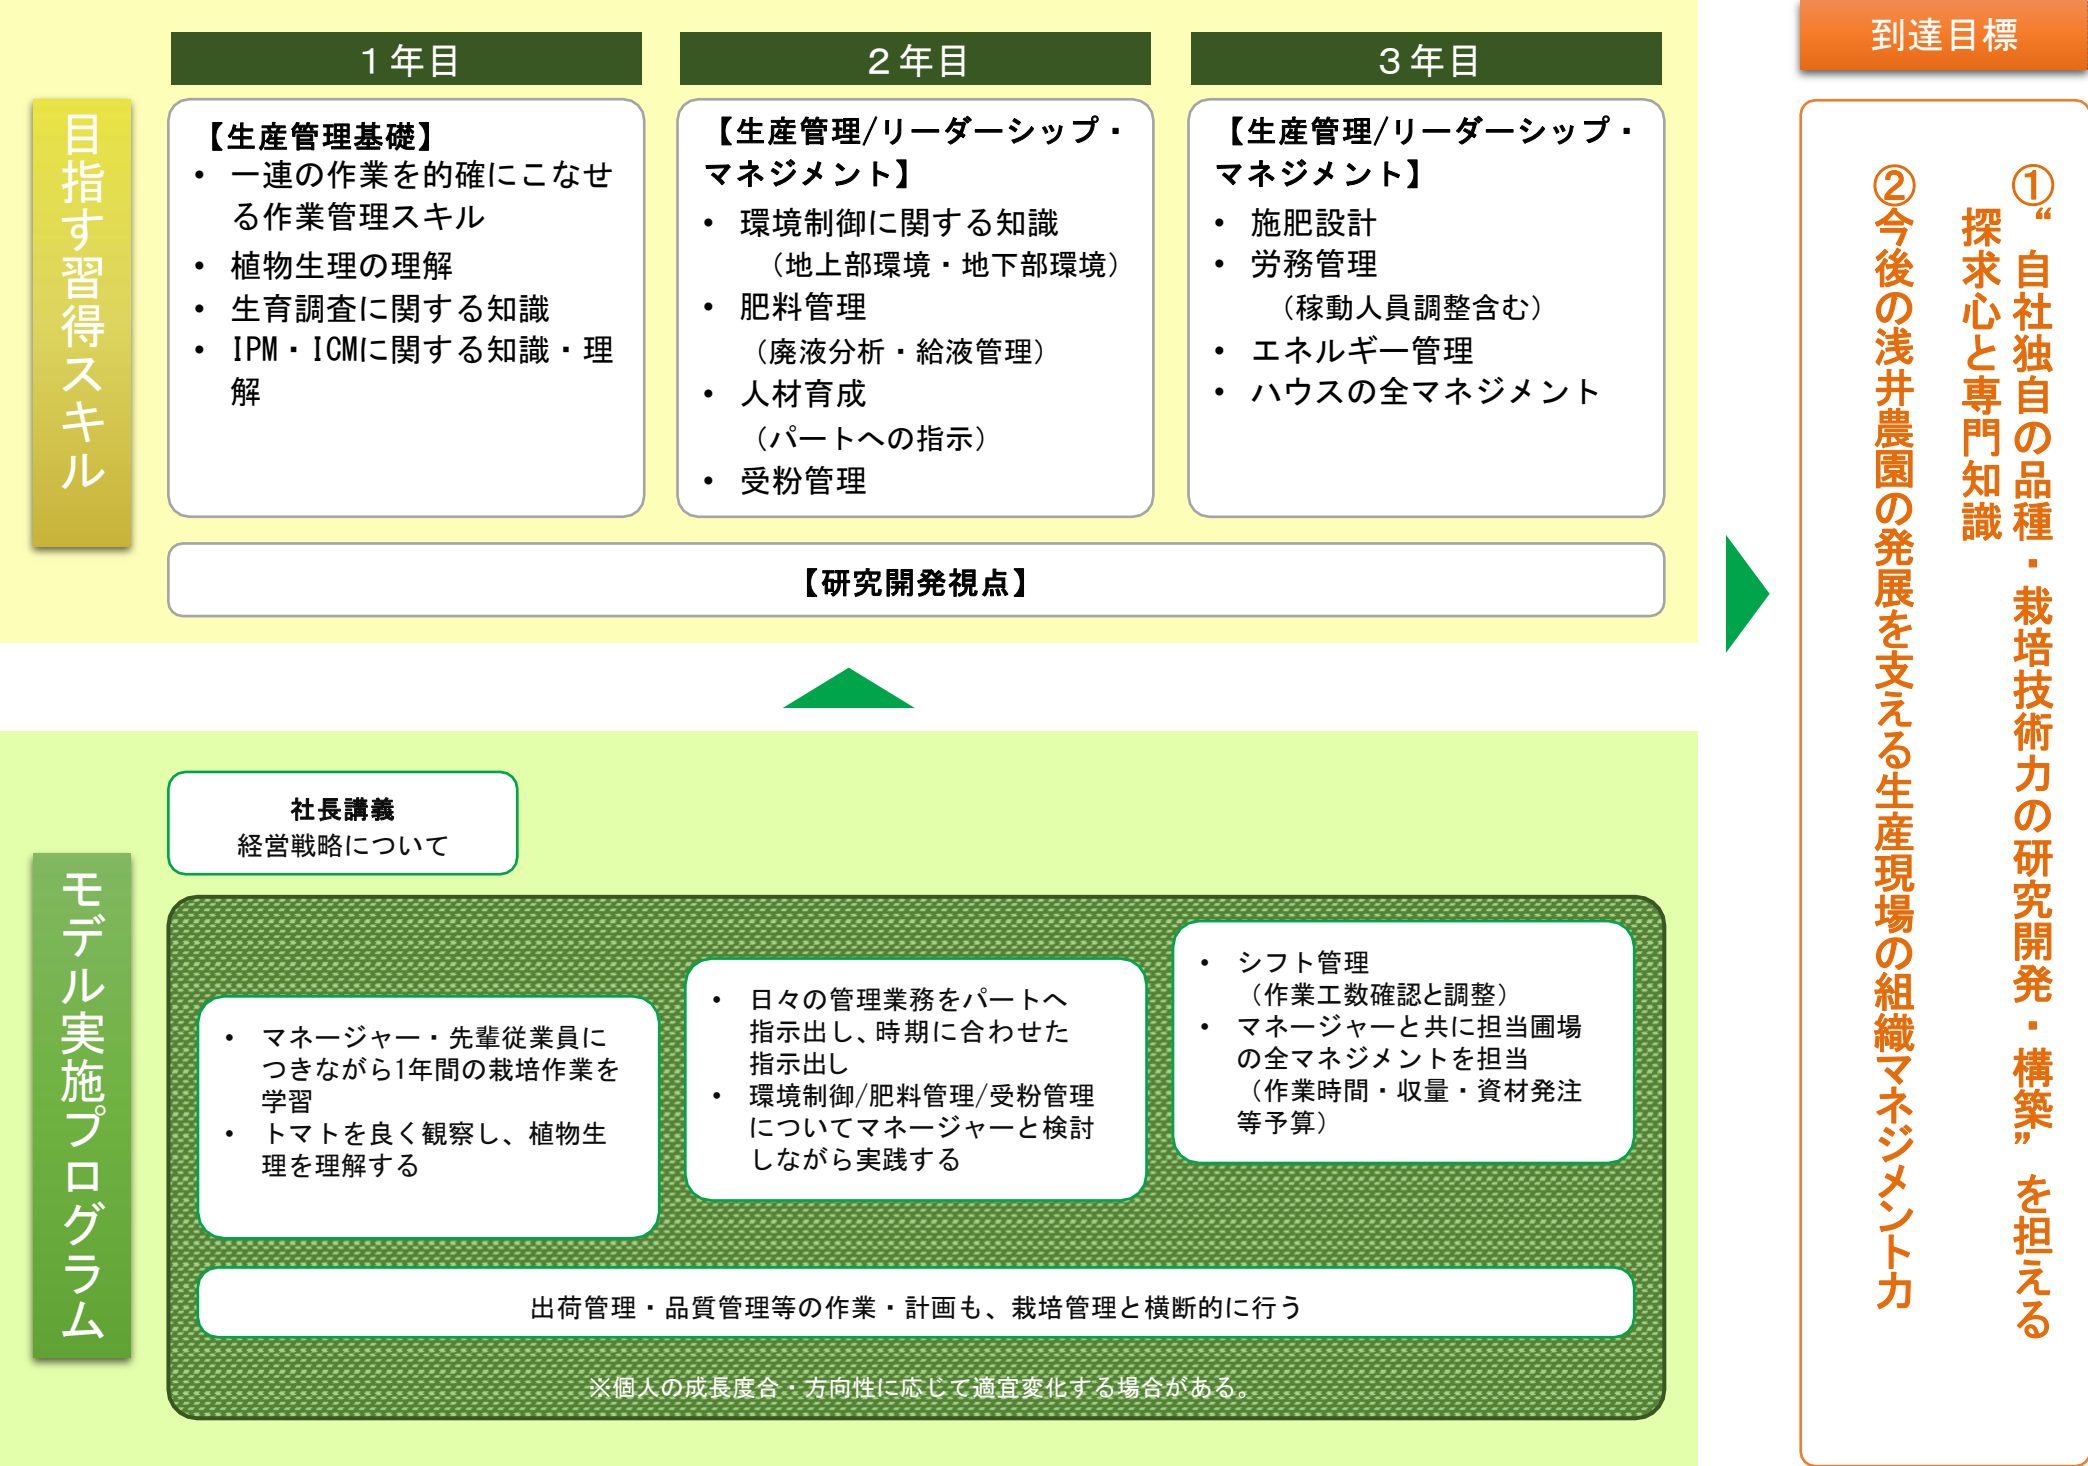 1年目
2年目
3年目
到達目標
目指す習得スキル
【生産管理基礎】
• 一連の作業を的確にこなせ
る作業管理スキル
• 植物生理の理解
• 生育調査に関する知識
• IPM・ICMに関する知識・理
解
【生産管理/リーダーシップ・
マネジメント】
• 環境制御に関する知識
（地上部環境・地下部環境）
• 肥料管理
（廃液分析・給液管理）
• 人材育成
（パートへの指示）
• 受粉管理
【生産管理/リーダーシップ・
マネジメント】
• 施肥設計
• 労務管理
（稼動人員調整含む）
• エネルギー管理
• ハウスの全マネジメント
【研究開発視点】
①“自社独自の品種・栽培技術力の研究開発・構築”を担える
探求心と専門知識
②今後の浅井農園の発展を支える生産現場の組織マネジメント力
モデル実施プログラム
社長講義
経営戦略について
• マネージャー・先輩従業員に
つきながら1年間の栽培作業を
学習
• トマトを良く観察し、植物生
理を理解する
• 日々の管理業務をパートへ
指示出し、時期に合わせた
指示出し
• 環境制御/肥料管理/受粉管理
についてマネージャーと検討
しながら実践する
• シフト管理
（作業工数確認と調整）
• マネージャーと共に担当圃場
の全マネジメントを担当
（作業時間・収量・資材発注
等予算）
出荷管理・品質管理等の作業・計画も、栽培管理と横断的に行う
※個人の成長度合・方向性に応じて適宜変化する場合がある。